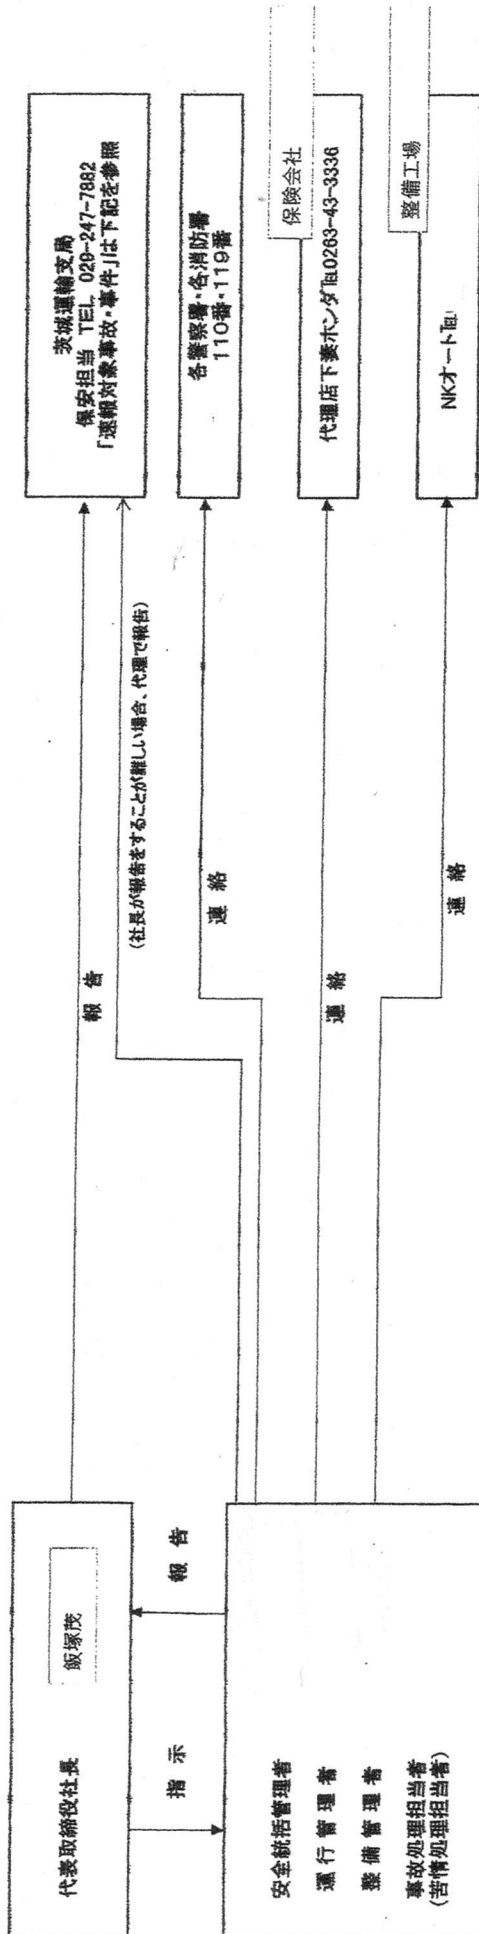 代表取締役社長
飯塚茂
指示
報告
安全統括管理者
運行管理者
整備管理者
事故処理担当者
(苦情処理担当者)
報告
(社長が報告をすることが難しい場合、代理で報告)
連絡
連絡
連絡
茨城運輸支局
保安担当 TEL 029-247-7882
「速報対象事故・事件」は下記を参照
各警察署・各消防署
110番・119番
保険会社
代理店下妻ホンダ℡0263-43-3336
整備工場
NKオート℡